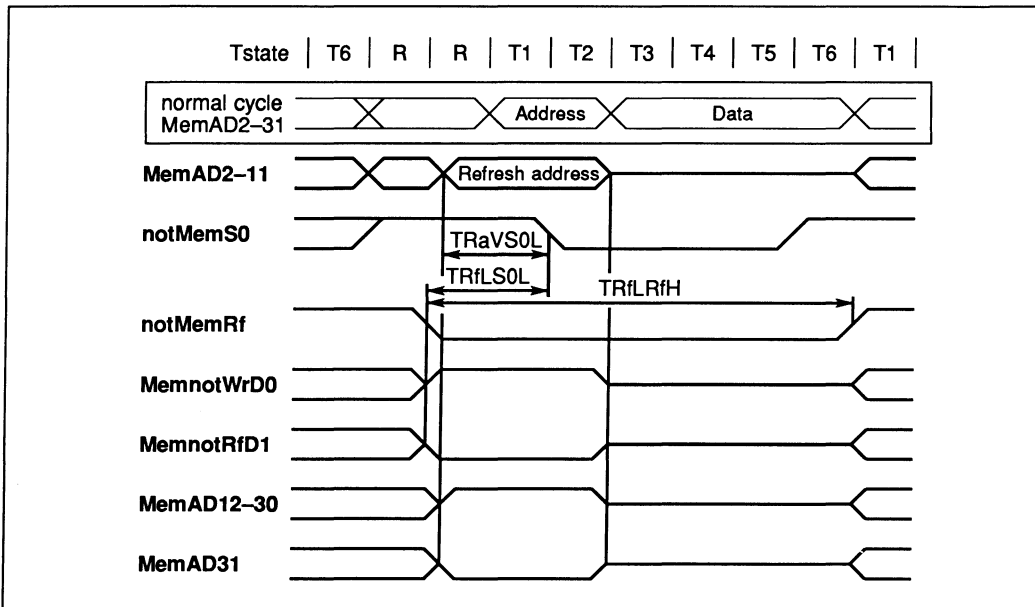 Tstate | T6 | R | R | T1 | T2 | T3 | T4 | T5 | T6 | T1 |
normal cycle
MemAD2–31
Address
Data
MemAD2–11
Refresh address
notMemS0
TRaVS0L
TRfLS0L
TRfLRfH
notMemRf
MemnotWrD0
MemnotRfD1
MemAD12–30
MemAD31